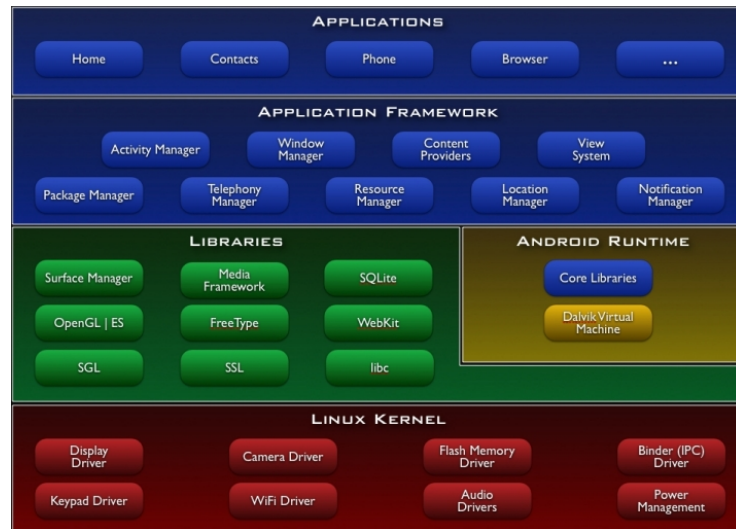 APPLICATIONS
Home
Contacts
Phone
Browser
...
APPLICATION FRAMEWORK
Activity Manager
Window
Manager
Content
Providers
View
System
Package Manager
Telephony
Manager
Resource
Manager
Location
Manager
Notification
Manager
LIBRARIES
Surface Manager
Media
Framework
SQLite
OpenGL | ES
FreeType
WebKit
SGL
SSL
libc
ANDROID RUNTIME
Core Libraries
Dalvik Virtual
Machine
LINUX KERNEL
Display
Driver
Camera Driver
Flash Memory
Driver
Binder (IPC)
Driver
Keypad Driver
WiFi Driver
Audio
Drivers
Power
Management